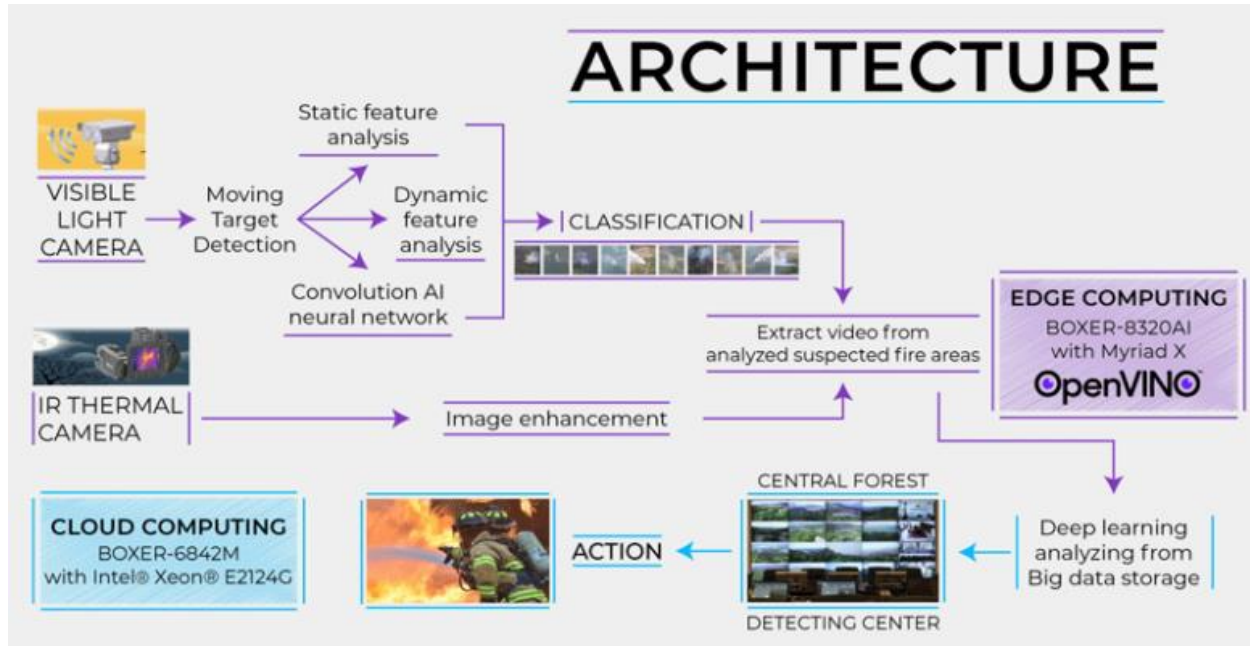 ARCHITECTURE
VISIBLE
LIGHT
CAMERA
Moving
Target
Detection
Static feature
analysis
Dynamic
feature
analysis
Convolution AI
neural network
CLASSIFICATION
Extract video from
analyzed suspected fire areas
EDGE COMPUTING
BOXER-8320AI
with Myriad X
OpenVINO™
IR THERMAL
CAMERA
Image enhancement
CLOUD COMPUTING
BOXER-6842M
with Intel® Xeon® E2124G
ACTION
CENTRAL FOREST
DETECTING CENTER
Deep learning
analyzing from
Big data storage